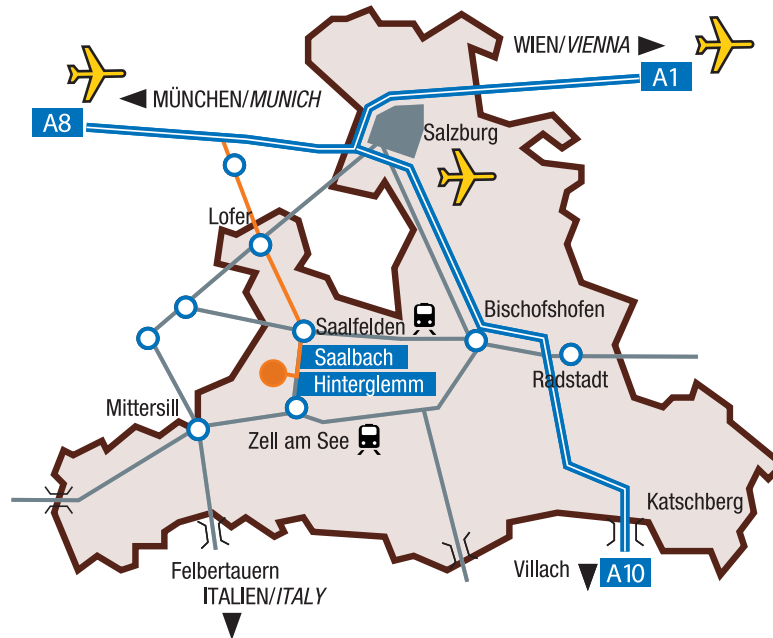 WIEN/VIENNA
A1
MÜNCHEN/MUNICH
A8
Salzburg
Lofer
Bischofshofen
Saalfelden
Saalbach
Hinterglemm
Radstadt
Mittersill
Zell am See
Katschberg
Felbertauern
ITALIEN/ITALY
Villach
A10